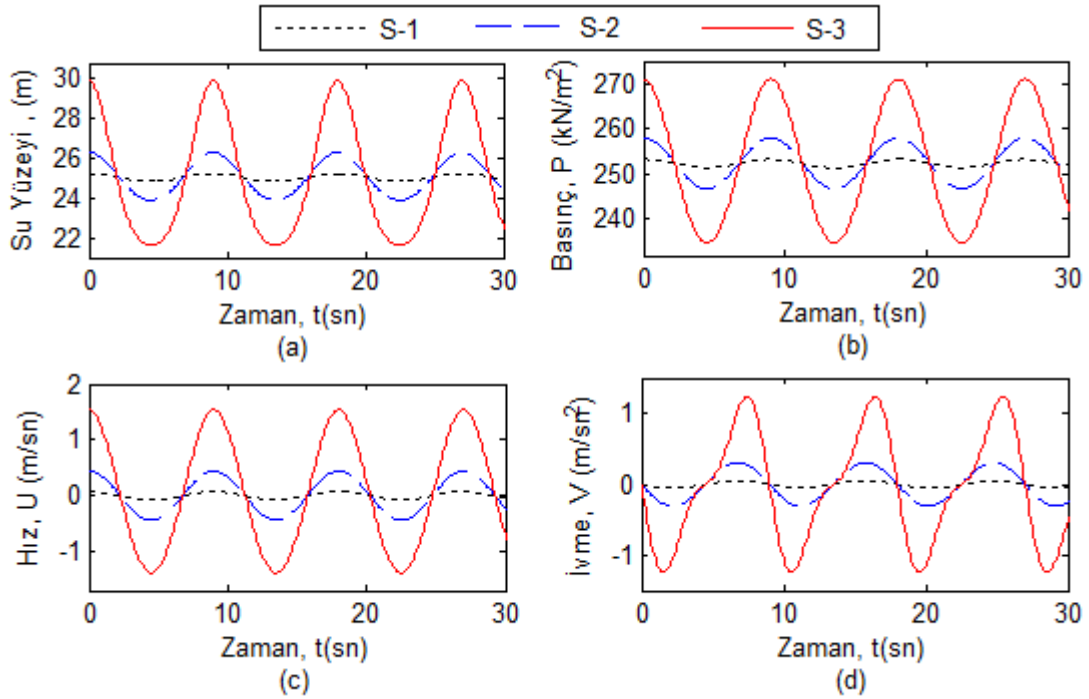 S-1 S-2 S-3
Su Yüzeyi , (m)
30
28
26
24
22
0 10 20 30
Zaman, t(sn)
(a)
Basınç, P (kN/m²)
270
260
250
240
0 10 20 30
Zaman, t(sn)
(b)
Hız, U (m/sn)
2
1
0
-1
0 10 20 30
Zaman, t(sn)
(c)
İvme, V (m/sn²)
1
0
-1
0 10 20 30
Zaman, t(sn)
(d)